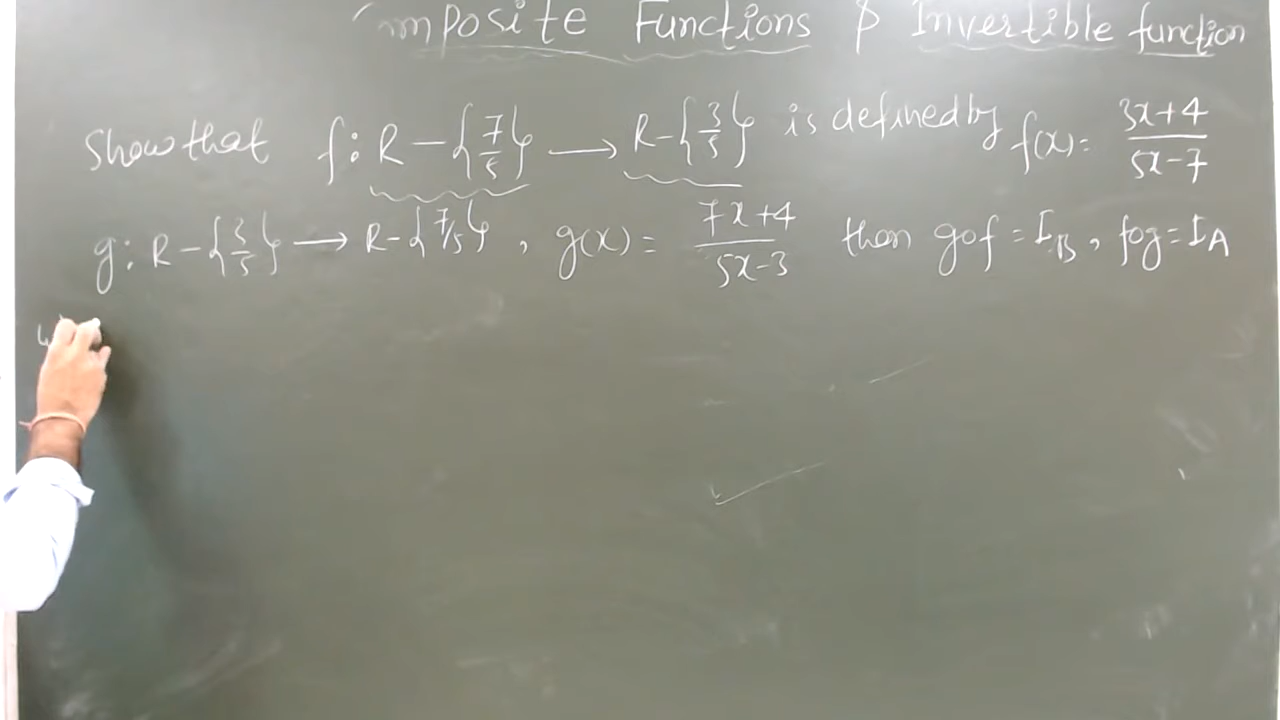 Composite Functions & Invertible function
Show that f: R - {7/5} → R - {3/5} is defined by f(x) = 3x+4 / 5x-7
g: R - {3/5} → R - {7/5}, g(x) = 7x+4 / 5x-3 then gof = I_B, fog = I_A